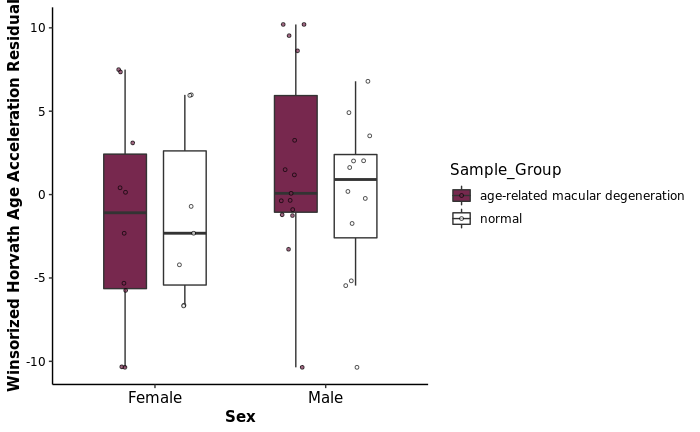 Winsorized Horvath Age Acceleration Residual
10
5
0
-5
-10
Female
Male
Sex
Sample_Group
age-related macular degeneration
normal